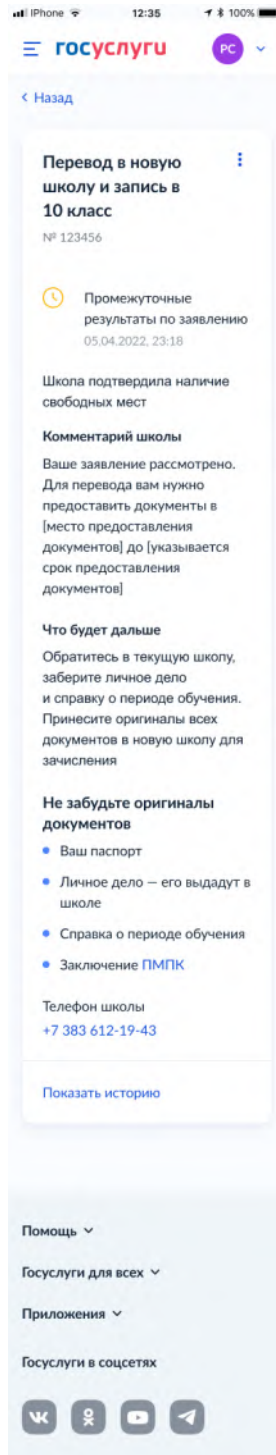 iPhone 12:35 100%
госуслуги РС
Назад
Перевод в новую
школу и запись в
10 класс
№ 123456
Промежуточные
результаты по заявлению
05.04.2022, 23:18
Школа подтвердила наличие
свободных мест
Комментарий школы
Ваше заявление рассмотрено.
Для перевода вам нужно
предоставить документы в
[место предоставления
документов] до [указывается
срок предоставления
документов]
Что будет дальше
Обратитесь в текущую школу,
заберите личное дело
и справку о периоде обучения.
Принесите оригиналы всех
документов в новую школу для
зачисления
Не забудьте оригиналы
документов
Ваш паспорт
Личное дело — его выдадут в
школе
Справка о периоде обучения
Заключение ПМПК
Телефон школы
+7 383 612-19-43
Показать историю
Помощь
Госуслуги для всех
Приложения
Госуслуги в соцсетях